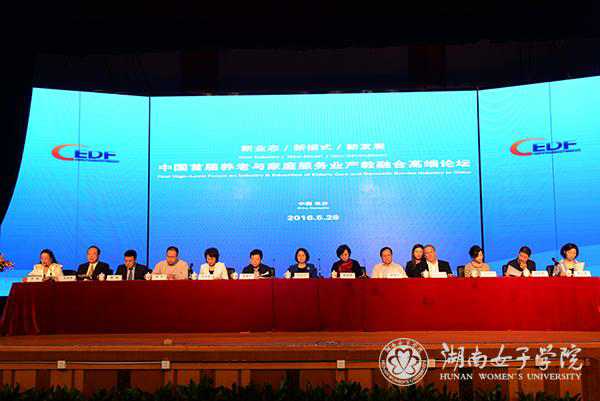 新业态 / 新模式 / 新发展
New Industry / New Model / New Development
中国首届养老与家庭服务业产教融合高端论坛
First High-Level Forum on Industry & Education of Elderly Care and Domestic Service Industry in China
中国 长沙
China Changsha
2016.5.28
CEDF
CEDF
湖南女子学院
HUNAN WOMEN'S UNIVERSITY